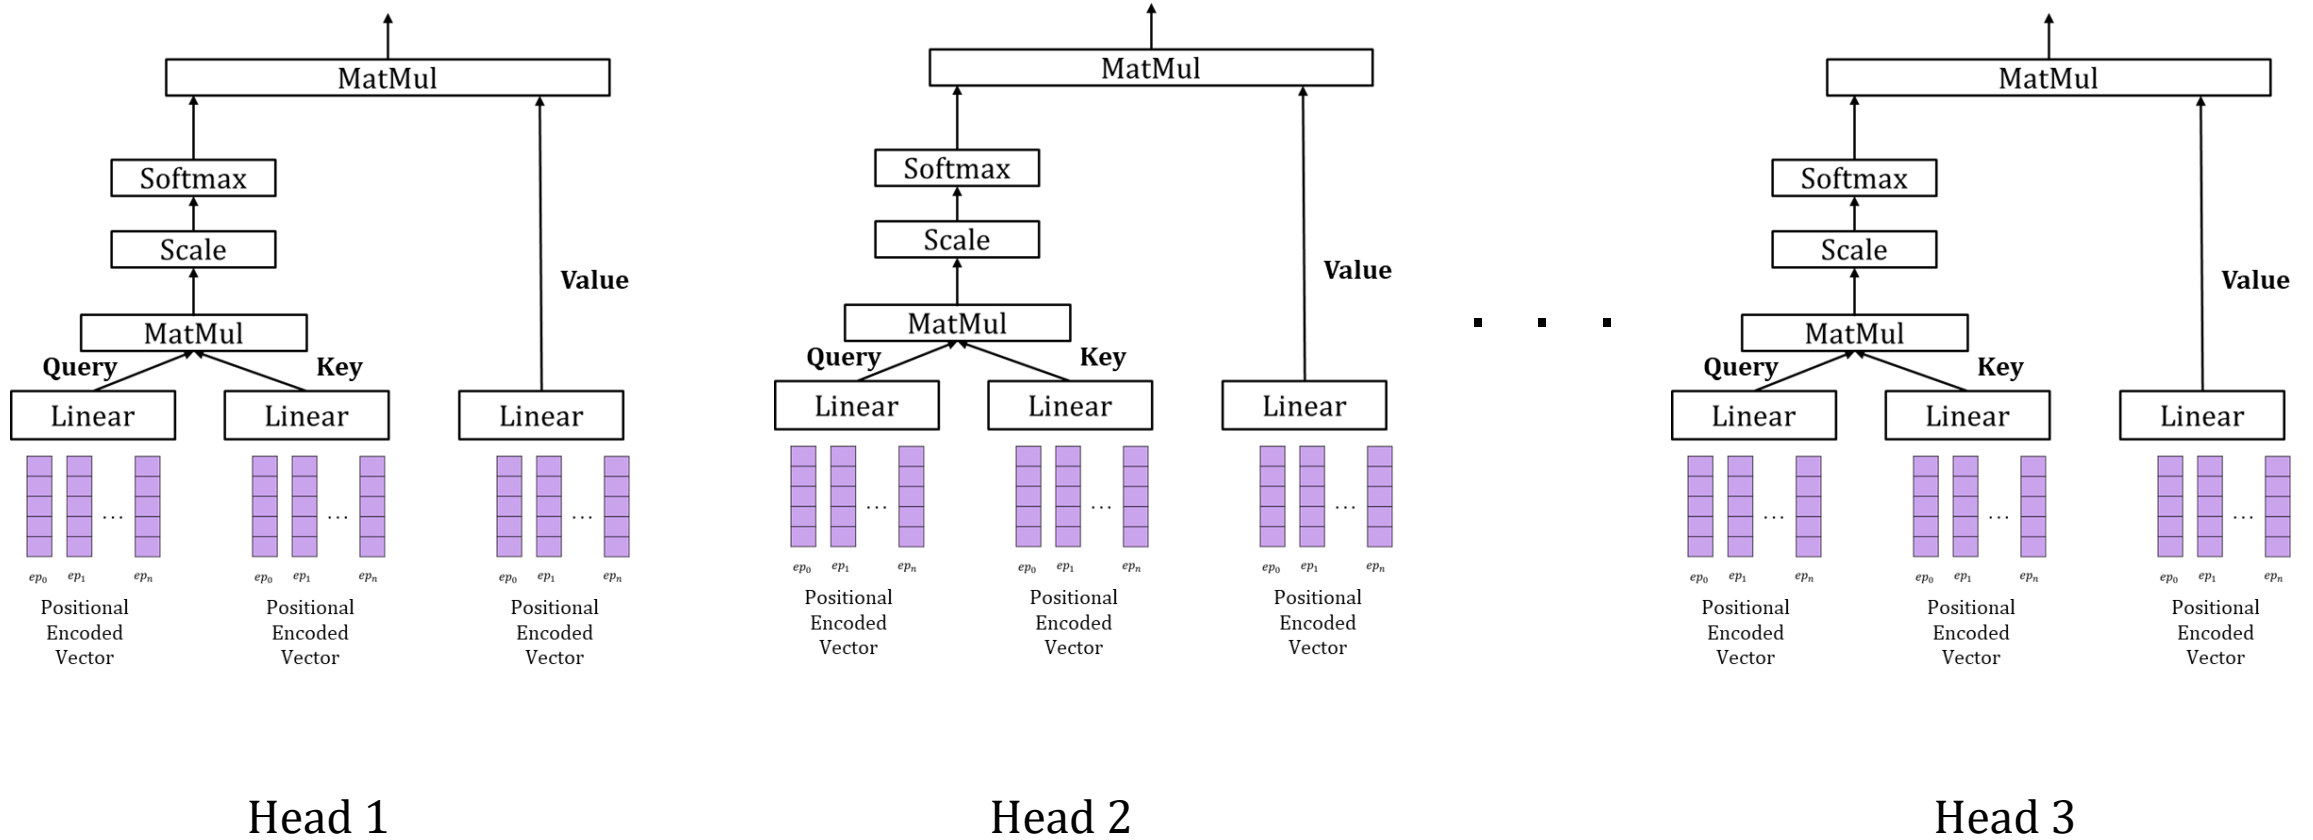 MatMul
Softmax
Scale
Value
MatMul
Query
Key
Linear
Linear
Linear
...
...
...
ep0
ep1
epn
ep0
ep1
epn
ep0
ep1
epn
Positional
Encoded
Vector
Positional
Encoded
Vector
Positional
Encoded
Vector
Head 1
MatMul
Softmax
Scale
Value
MatMul
Query
Key
Linear
Linear
Linear
...
...
...
ep0
ep1
epn
ep0
ep1
epn
ep0
ep1
epn
Positional
Encoded
Vector
Positional
Encoded
Vector
Positional
Encoded
Vector
Head 2
. . .
MatMul
Softmax
Scale
Value
MatMul
Query
Key
Linear
Linear
Linear
...
...
...
ep0
ep1
epn
ep0
ep1
epn
ep0
ep1
epn
Positional
Encoded
Vector
Positional
Encoded
Vector
Positional
Encoded
Vector
Head 3